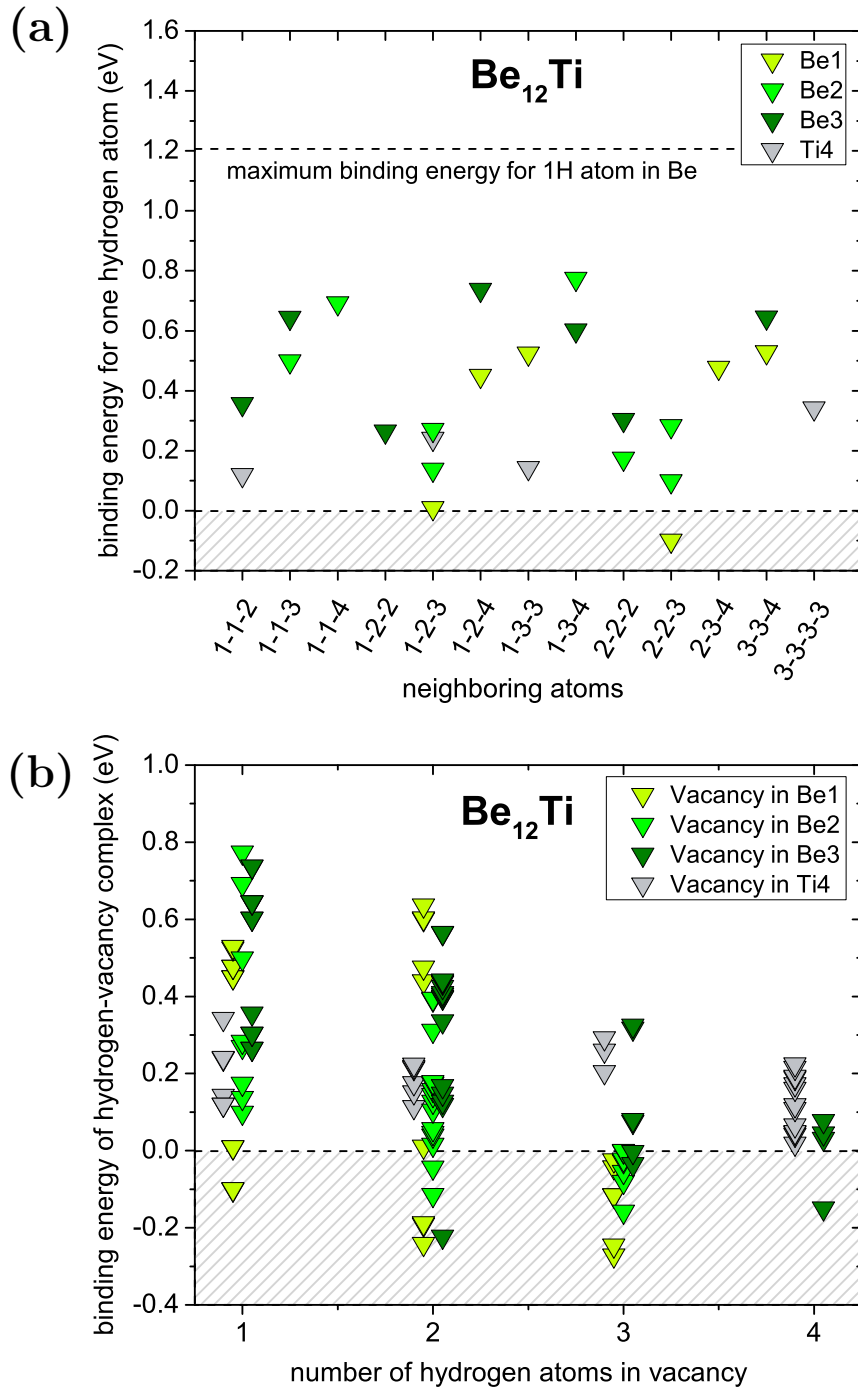 (a)
1.6
1.4
1.2
1.0
0.8
0.6
0.4
0.2
0.0
-0.2
binding energy for one hydrogen atom (eV)
Be12Ti
Be1
Be2
Be3
Ti4
maximum binding energy for 1H atom in Be
1-1-2
1-1-3
1-1-4
1-2-2
1-2-3
1-2-4
1-3-3
1-3-4
2-2-2
2-2-3
2-3-4
3-3-4
3-3-3-3
neighboring atoms
(b)
1.0
0.8
0.6
0.4
0.2
0.0
-0.2
-0.4
binding energy of hydrogen-vacancy complex (eV)
Be12Ti
Vacancy in Be1
Vacancy in Be2
Vacancy in Be3
Vacancy in Ti4
1
2
3
4
number of hydrogen atoms in vacancy